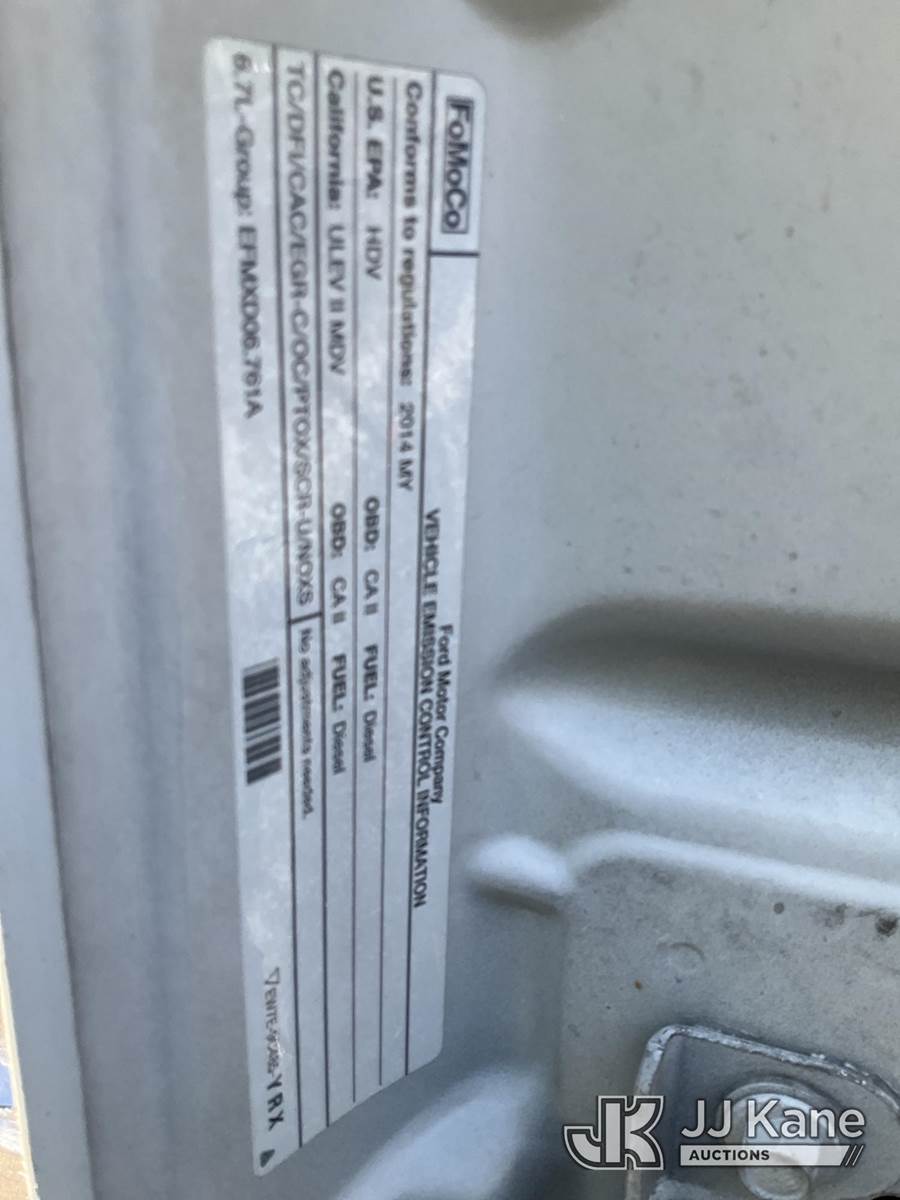 FoMoCo
Ford Motor Company
VEHICLE EMISSION CONTROL INFORMATION
Conforms to regulations: 2014 MY
U.S. EPA: HDV OBD: CA II FUEL: Diesel
California: ULEV II MDV OBD: CA II FUEL: Diesel
TC/DFI/CAC/EGR-C/OC/PTOX/SCR-U/NOXS No adjustments needed.
6.7L-Group: EFMXD06.761A
YRX
JK JJ Kane
AUCTIONS